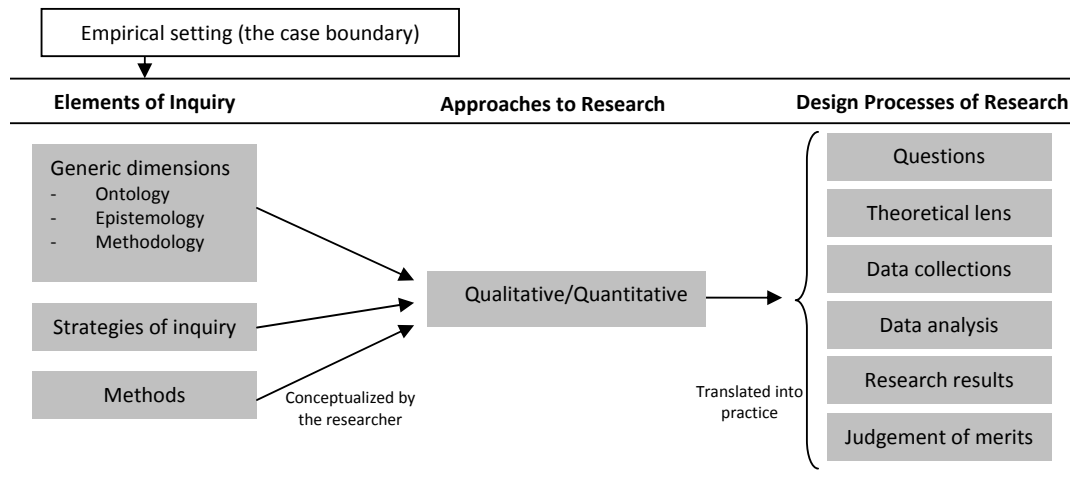 Empirical setting (the case boundary)
Elements of Inquiry
Approaches to Research
Design Processes of Research
Generic dimensions
- Ontology
- Epistemology
- Methodology
Strategies of inquiry
Methods
Conceptualized by
the researcher
Qualitative/Quantitative
Translated into
practice
Questions
Theoretical lens
Data collections
Data analysis
Research results
Judgement of merits